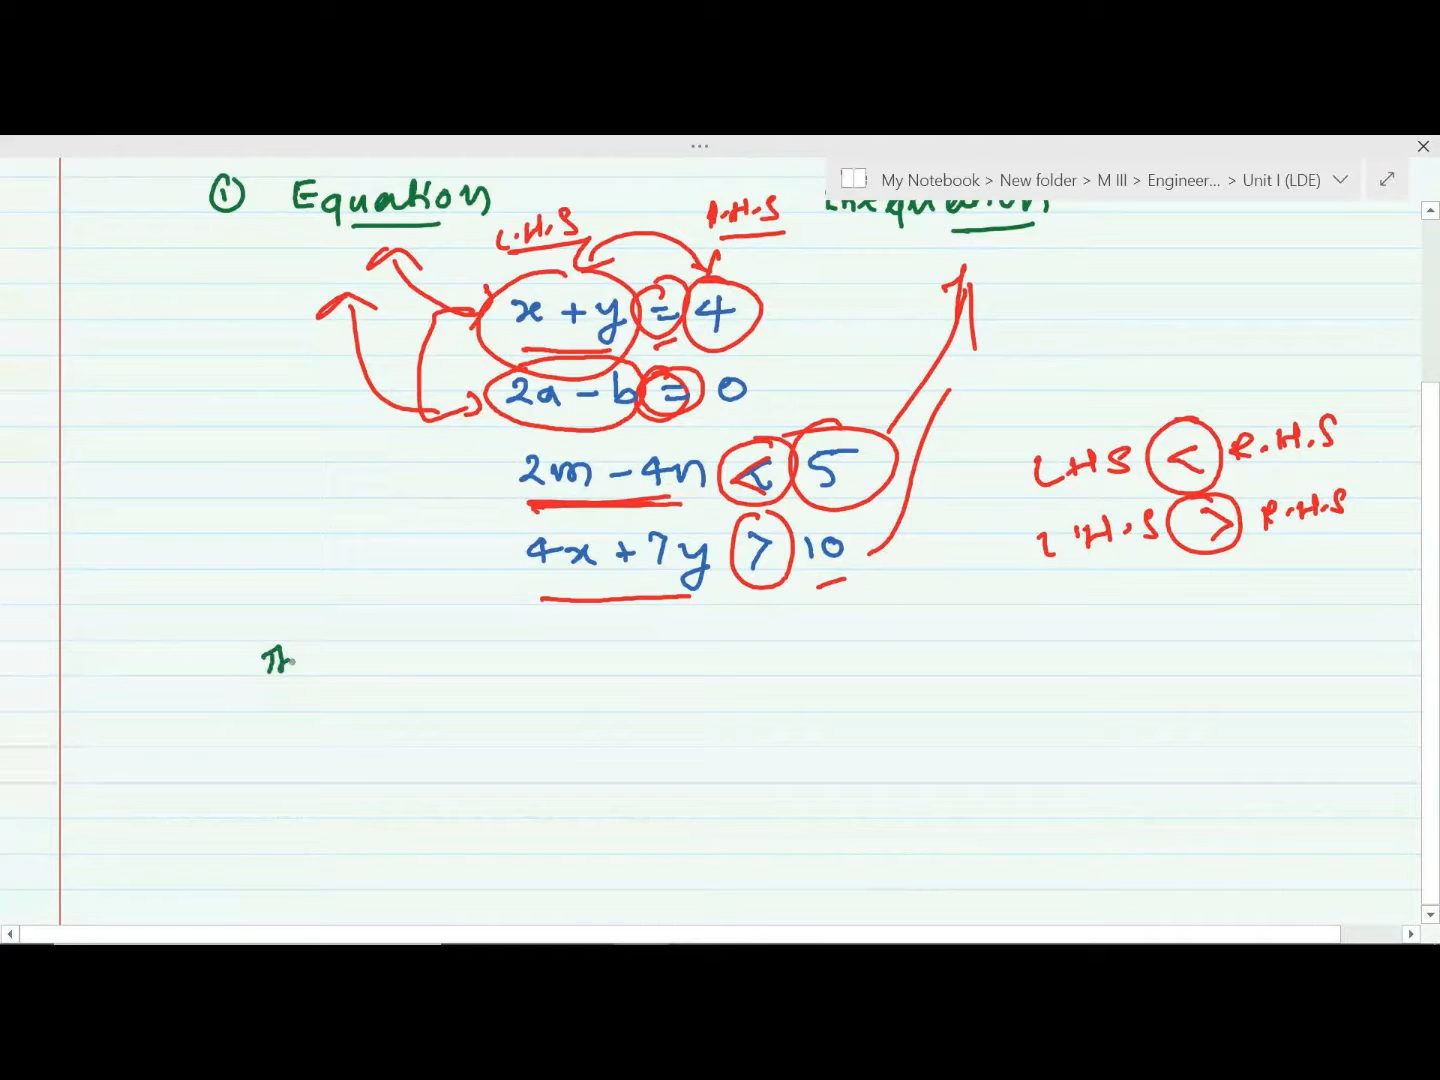 My Notebook > New folder > M III > Engineer... > Unit I (LDE)
① Equation Inequation
L.H.S R.H.S
x + y = 4
2a - b = 0
2m - 4n < 5 LHS < R.H.S
4x + 7y > 10 L.H.S > R.H.S